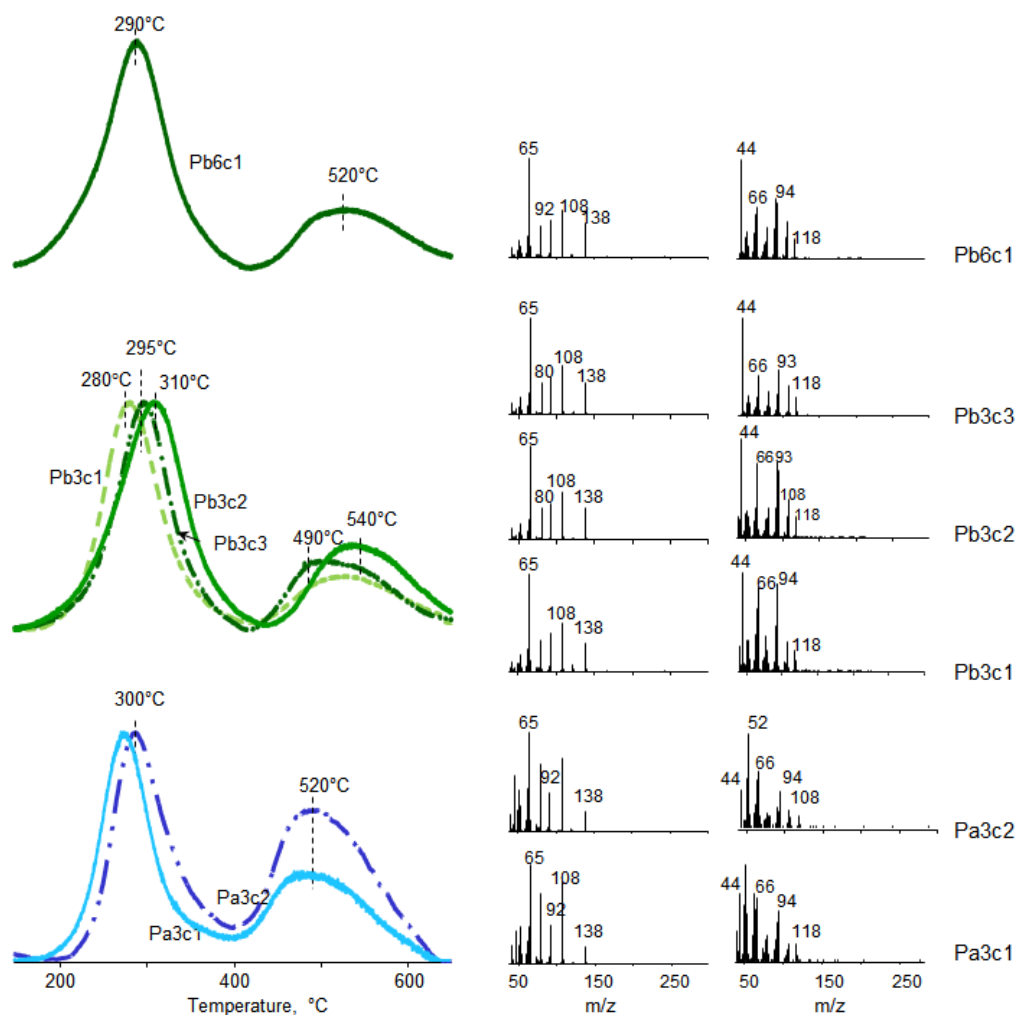 290°C
Pb6c1
520°C
65
92
108
138
44
66
94
118
Pb6c1
295°C
280°C
310°C
Pb3c1
Pb3c2
Pb3c3
490°C
540°C
65
80
108
138
44
66
93
118
Pb3c3
65
80
108
138
44
66
93
108
118
Pb3c2
65
108
138
44
66
94
118
Pb3c1
300°C
520°C
Pa3c2
Pa3c1
65
92
138
52
44
66
94
108
Pa3c2
65
108
92
138
44
66
94
118
Pa3c1
200
400
600
Temperature, °C
50
150
250
m/z
50
150
250
m/z